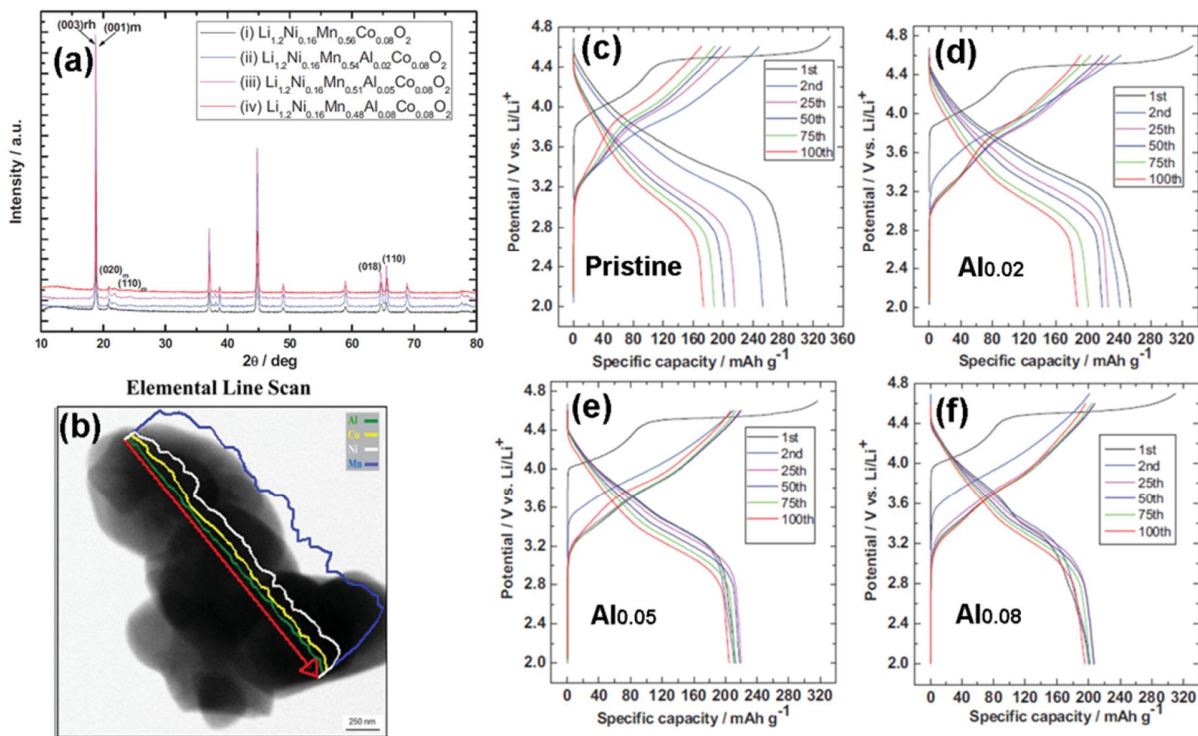 (a)
(003)rh
(001)m
(i) Li1.2Ni0.16Mn0.56Co0.08O2
(ii) Li1.2Ni0.16Mn0.54Al0.02Co0.08O2
(iii) Li1.2Ni0.16Mn0.51Al0.05Co0.08O2
(iv) Li1.2Ni0.16Mn0.48Al0.08Co0.08O2
Intensity / a.u.
(020)m
(110)m
(018)
(110)
10 20 30 40 50 60 70 80
2θ / deg
Elemental Line Scan
(b)
Al
Co
Ni
Mn
250 nm
(c)
Potential / V vs. Li/Li+
4.8
4.4
4.0
3.6
3.2
2.8
2.4
2.0
1st
2nd
25th
50th
75th
100th
Pristine
0 40 80 120 160 200 240 280 320 360
Specific capacity / mAh g-1
(d)
Potential / V vs. Li/Li+
4.8
4.4
4.0
3.6
3.2
2.8
2.4
2.0
1st
2nd
25th
50th
75th
100th
Al0.02
0 40 80 120 160 200 240 280 320
Specific capacity / mAh g-1
(e)
Potential / V vs. Li/Li+
4.8
4.4
4.0
3.6
3.2
2.8
2.4
2.0
1st
2nd
25th
50th
75th
100th
Al0.05
0 40 80 120 160 200 240 280 320
Specific capacity / mAh g-1
(f)
Potential / V vs. Li/Li+
4.8
4.4
4.0
3.6
3.2
2.8
2.4
2.0
1st
2nd
25th
50th
75th
100th
Al0.08
0 40 80 120 160 200 240 280 320
Specific capacity / mAh g-1